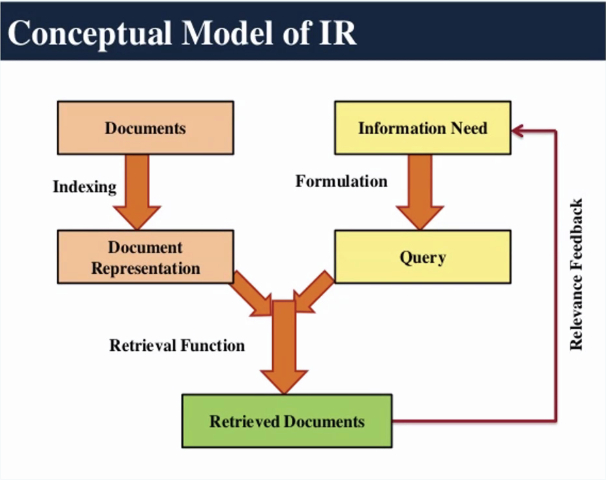 Conceptual Model of IR
Documents
Information Need
Indexing
Formulation
Document
Representation
Query
Relevance Feedback
Retrieval Function
Retrieved Documents